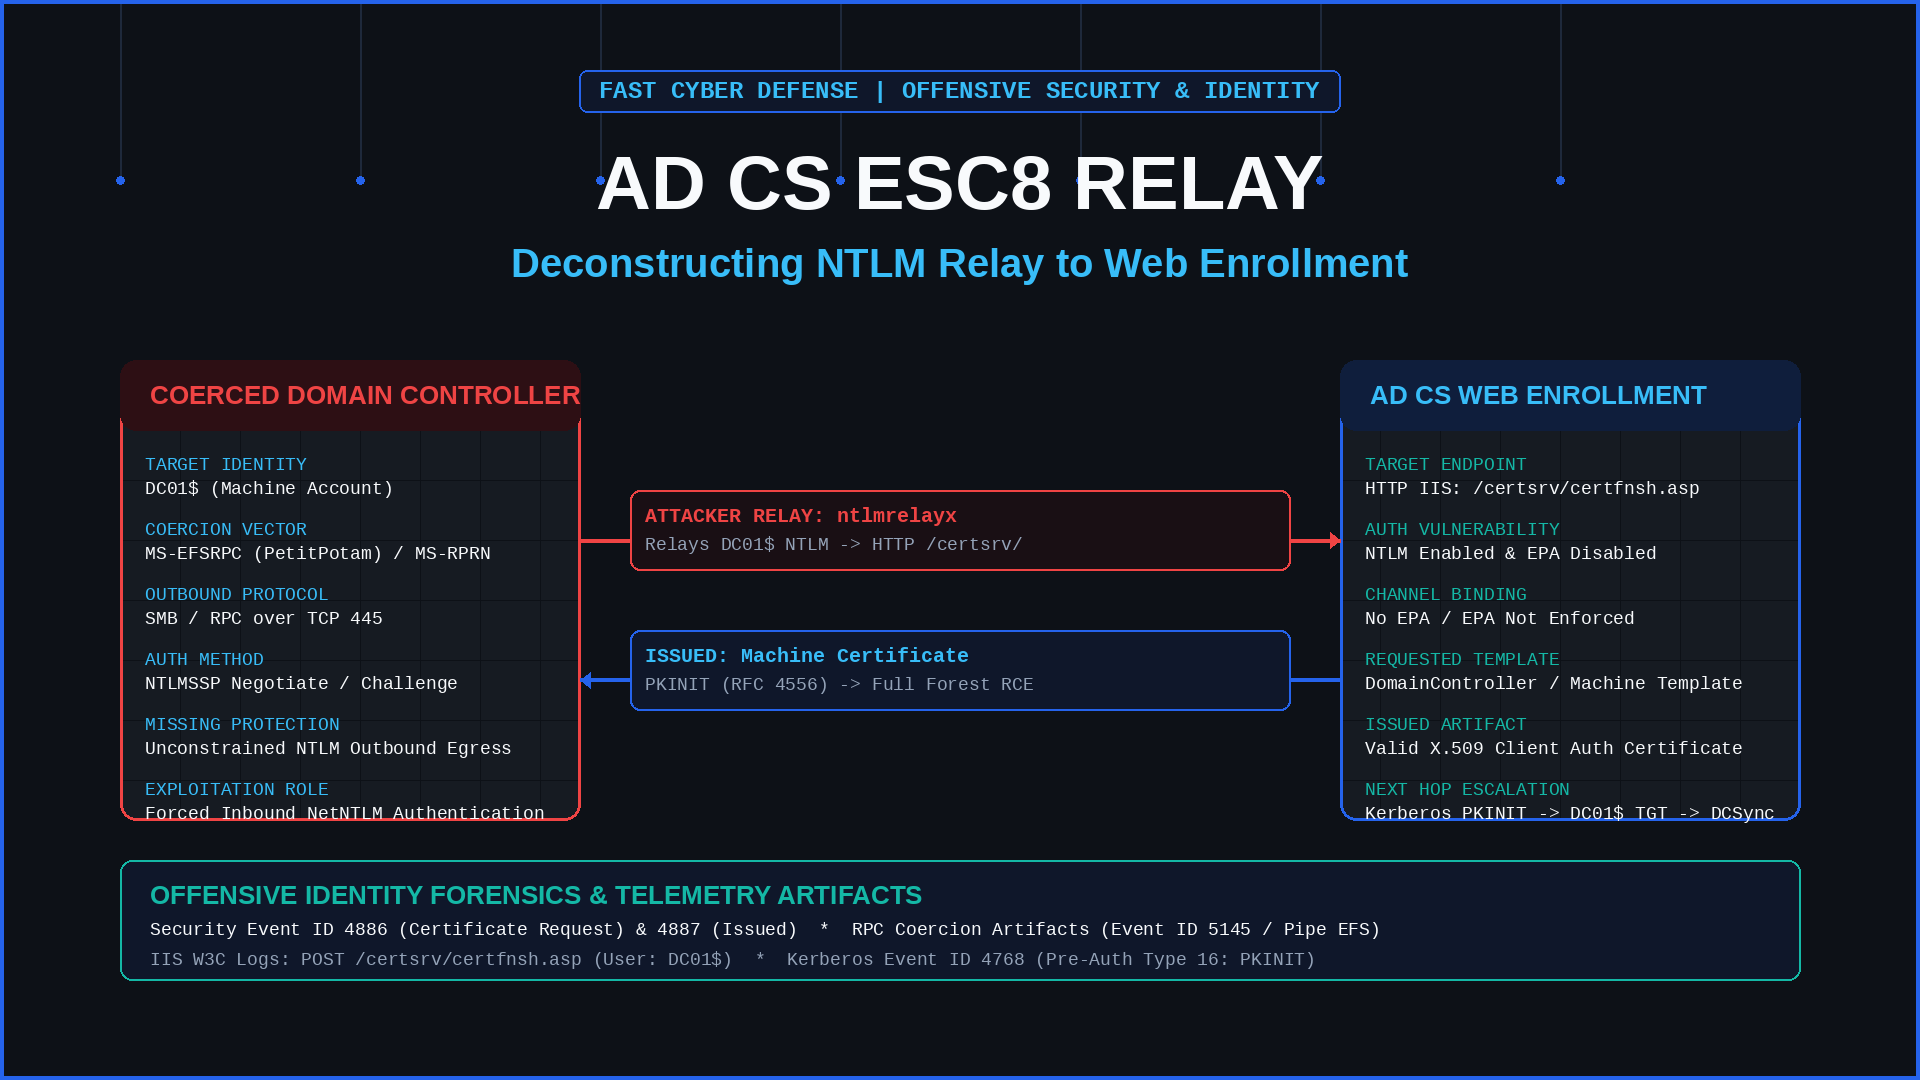 FAST CYBER DEFENSE | OFFENSIVE SECURITY & IDENTITY
AD CS ESC8 RELAY
Deconstructing NTLM Relay to Web Enrollment
COERCED DOMAIN CONTROLLER
TARGET IDENTITY
DC01$ (Machine Account)
COERCION VECTOR
MS-EFSRPC (PetitPotam) / MS-RPRN
OUTBOUND PROTOCOL
SMB / RPC over TCP 445
AUTH METHOD
NTLMSSP Negotiate / Challenge
MISSING PROTECTION
Unconstrained NTLM Outbound Egress
EXPLOITATION ROLE
Forced Inbound NetNTLM Authentication
ATTACKER RELAY: ntlmrelayx
Relays DC01$ NTLM -> HTTP /certsrv/
ISSUED: Machine Certificate
PKINIT (RFC 4556) -> Full Forest RCE
AD CS WEB ENROLLMENT
TARGET ENDPOINT
HTTP IIS: /certsrv/certfnsh.asp
AUTH VULNERABILITY
NTLM Enabled & EPA Disabled
CHANNEL BINDING
No EPA / EPA Not Enforced
REQUESTED TEMPLATE
DomainController / Machine Template
ISSUED ARTIFACT
Valid X.509 Client Auth Certificate
NEXT HOP ESCALATION
Kerberos PKINIT -> DC01$ TGT -> DCSync
OFFENSIVE IDENTITY FORENSICS & TELEMETRY ARTIFACTS
Security Event ID 4886 (Certificate Request) & 4887 (Issued)  *  RPC Coercion Artifacts (Event ID 5145 / Pipe EFS)
IIS W3C Logs: POST /certsrv/certfnsh.asp (User: DC01$)  *  Kerberos Event ID 4768 (Pre-Auth Type 16: PKINIT)